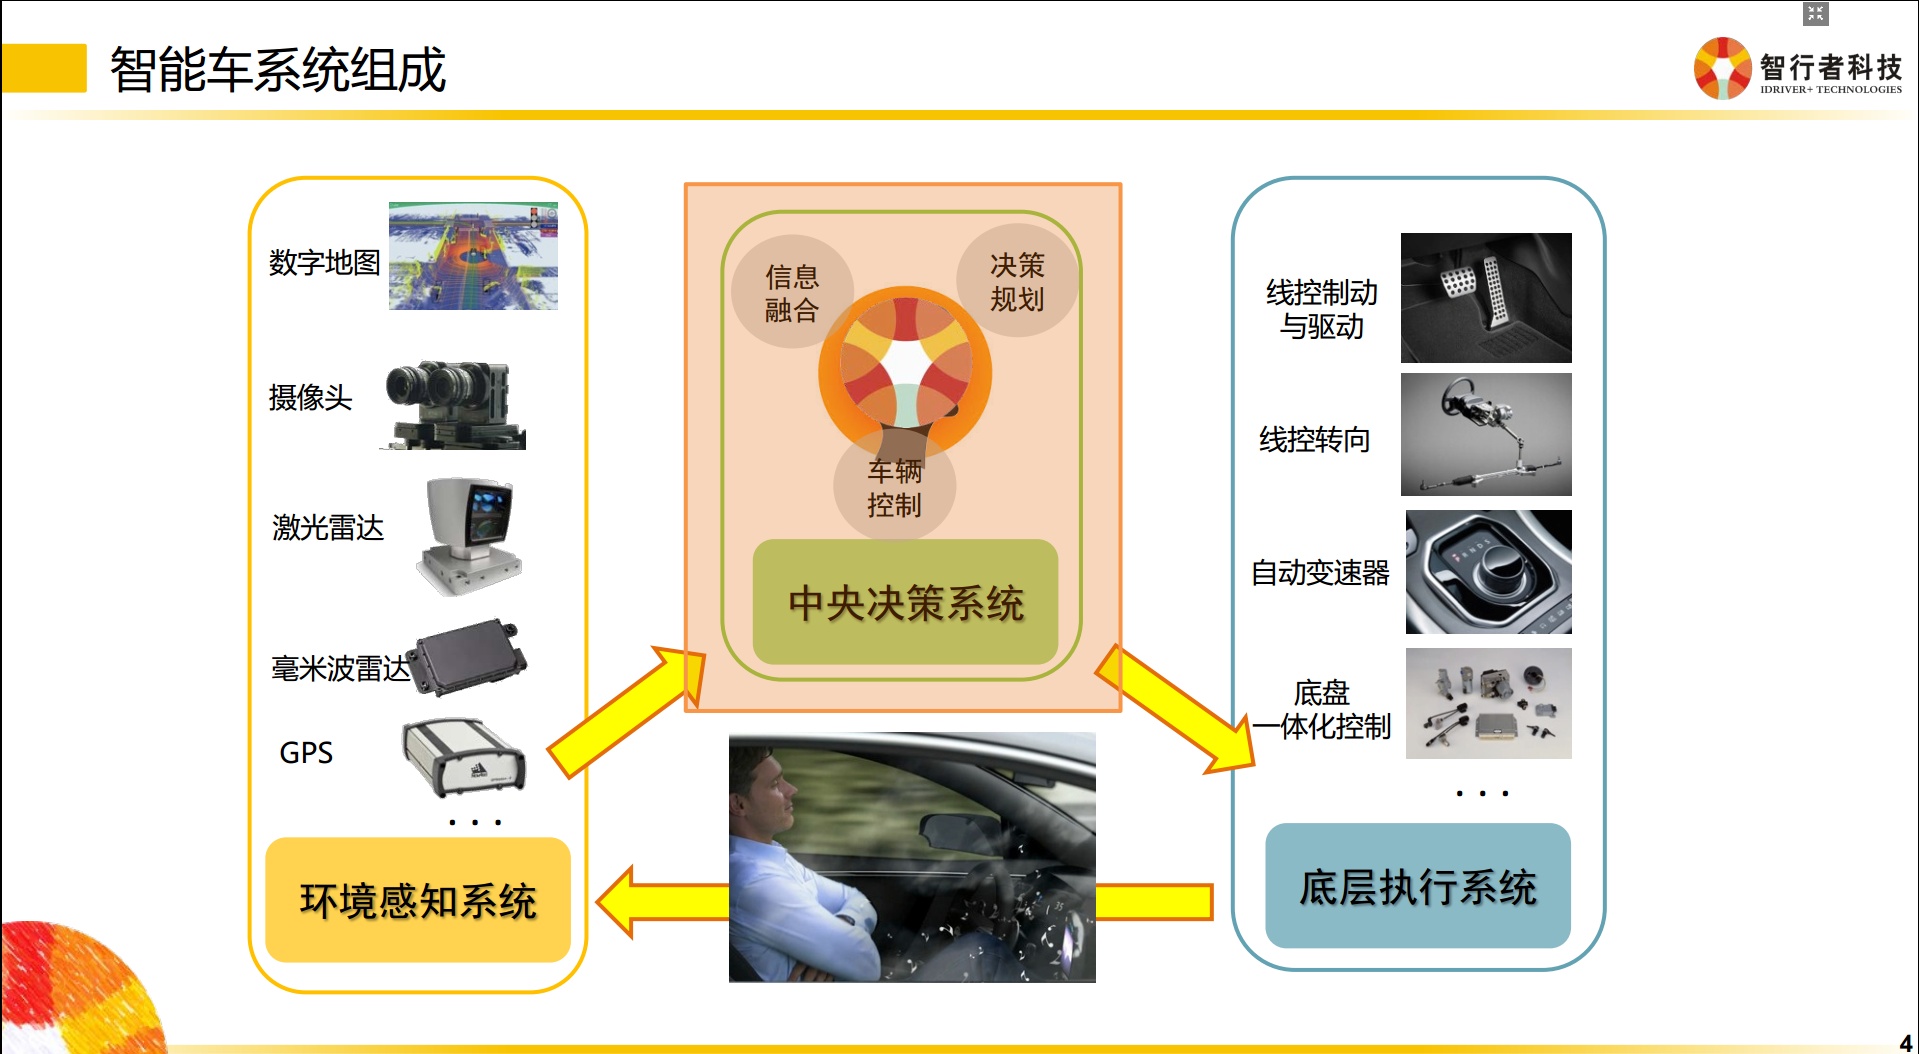 智能车系统组成
智行者科技
IDRIVER+ TECHNOLOGIES
数字地图
摄像头
激光雷达
毫米波雷达
GPS
...
环境感知系统
信息
融合
决策
规划
车辆
控制
中央决策系统
线控制动
与驱动
线控转向
自动变速器
底盘
一体化控制
...
底层执行系统
4